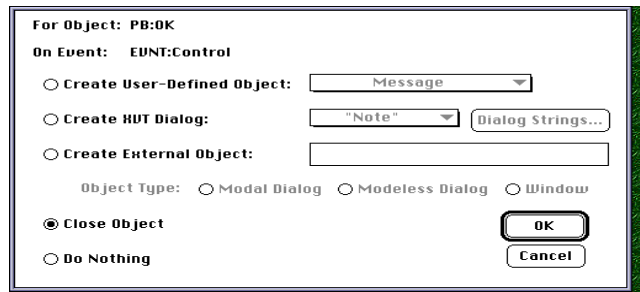 For Object: PB:OK
On Event: EVNT:Control
Create User-Defined Object: Message
Create XVT Dialog: "Note" Dialog Strings...
Create External Object:
Object Type: Modal Dialog Modeless Dialog Window
Close Object OK
Do Nothing Cancel